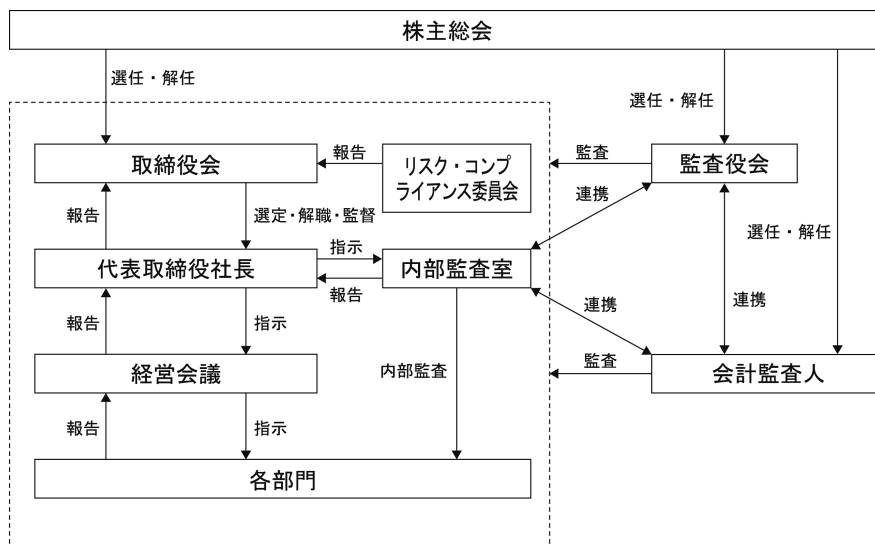 株主総会
選任・解任
選任・解任
取締役会
報告
リスク・コンプ
ライアンス委員会
監査
監査役会
報告
選定・解職・監督
連携
選任・解任
代表取締役社長
指示
報告
内部監査室
報告
指示
連携
連携
経営会議
内部監査
監査
会計監査人
報告
指示
各部門